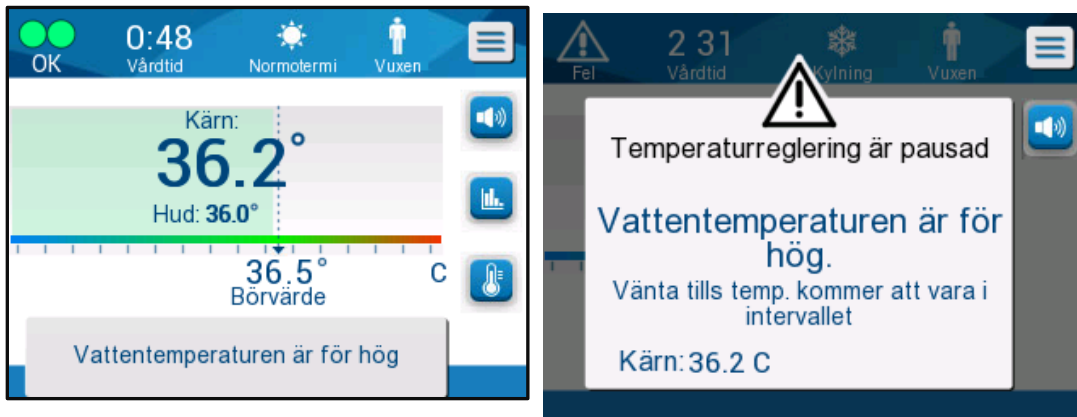 OK
0:48
Vårdtid
Normotermi
Vuxen
Kärn:
36.2°
Hud: 36.0°
36.5° C
Börvärde
Vattentemperaturen är för hög
Fel
2 31
Vårdtid
Kylning
Vuxen
Temperaturreglering är pausad
Vattentemperaturen är för
hög.
Vänta tills temp. kommer att vara i
intervallet
Kärn: 36.2 C